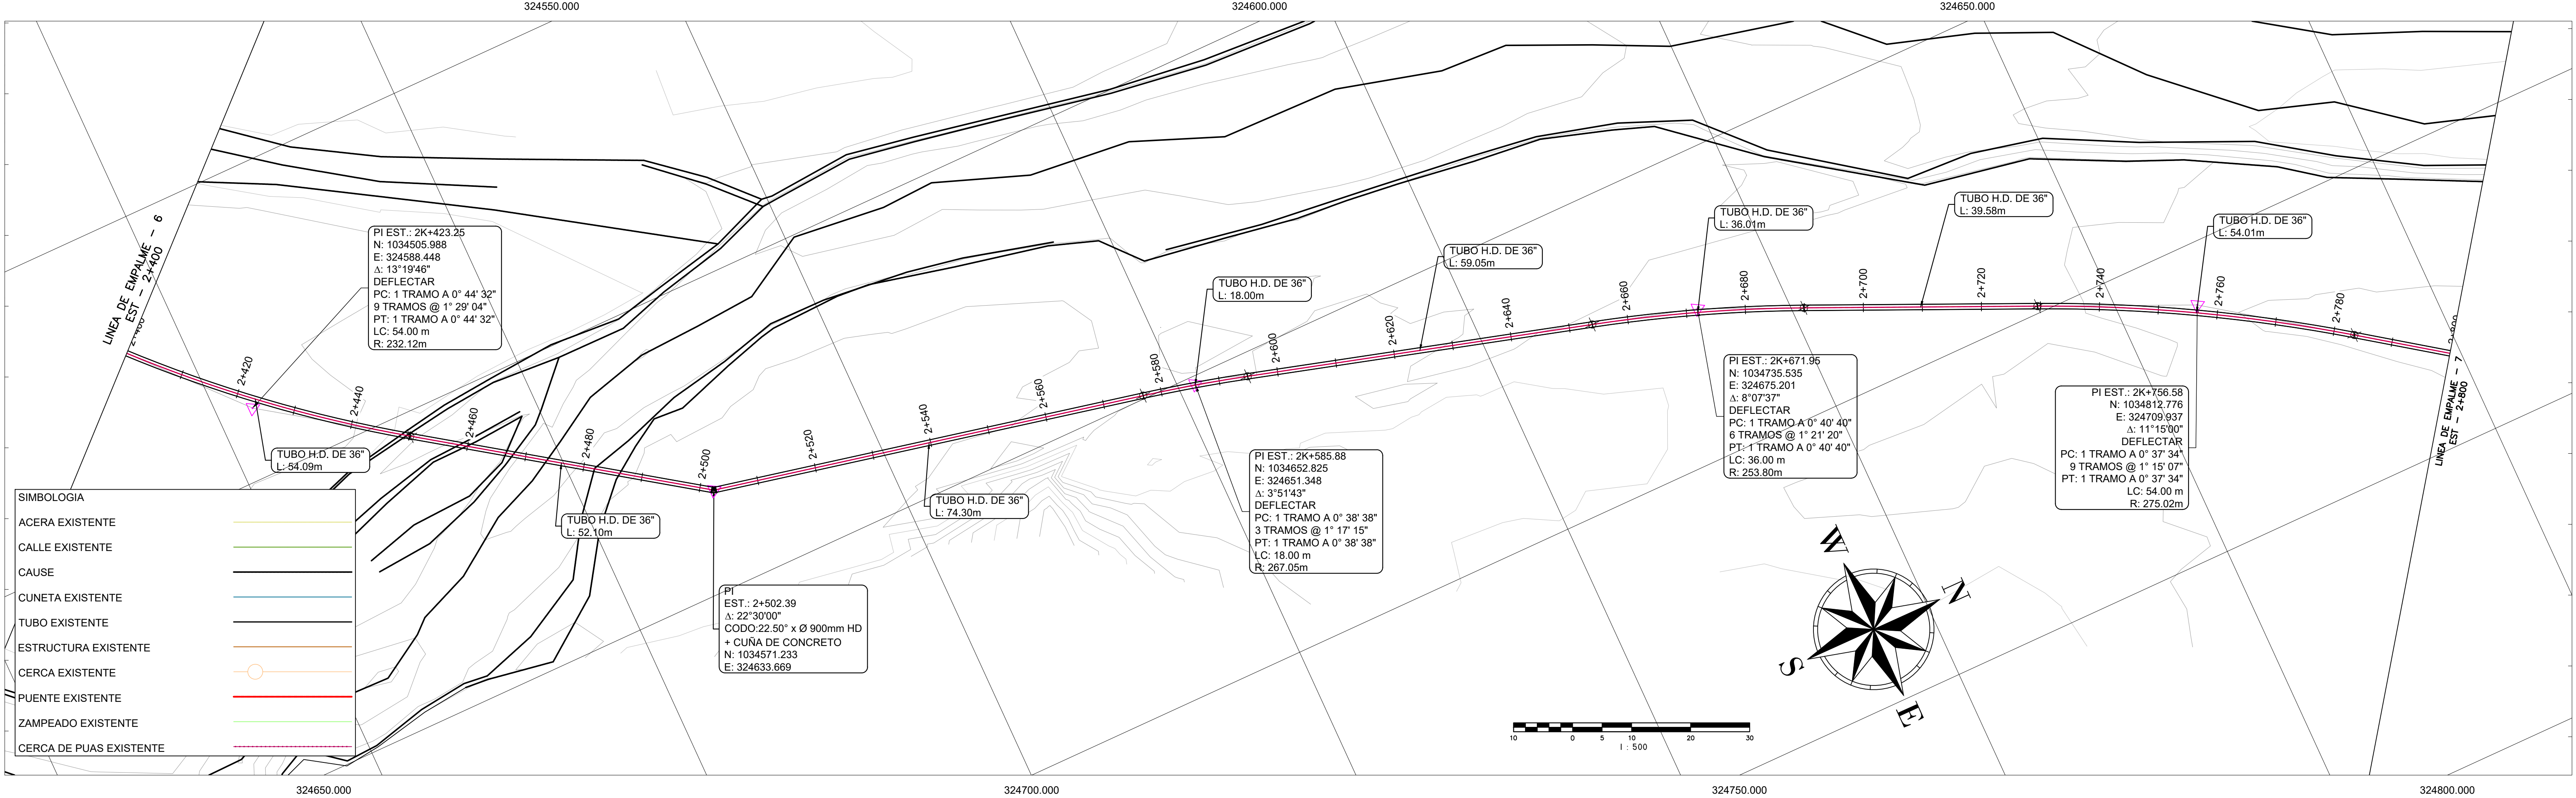 324550.000
324600.000
324650.000
LINEA DE EMPALME - 6
EST - 2+400
PI EST.: 2K+423.25
N: 1034505.988
E: 324588.448
Δ: 13°19'46"
DEFLECTAR
PC: 1 TRAMO A 0° 44' 32"
9 TRAMOS @ 1° 29' 04"
PT: 1 TRAMO A 0° 44' 32"
LC: 54.00 m
R: 232.12m
TUBO H.D. DE 36"
L: 54.09m
TUBO H.D. DE 36"
L: 52.10m
PI
EST.: 2+502.39
Δ: 22°30'00"
CODO:22.50° x Ø 900mm HD
+ CUÑA DE CONCRETO
N: 1034571.233
E: 324633.669
TUBO H.D. DE 36"
L: 74.30m
TUBO H.D. DE 36"
L: 18.00m
PI EST.: 2K+585.88
N: 1034652.825
E: 324651.348
Δ: 3°51'43"
DEFLECTAR
PC: 1 TRAMO A 0° 38' 38"
3 TRAMOS @ 1° 17' 15"
PT: 1 TRAMO A 0° 38' 38"
LC: 18.00 m
R: 267.05m
TUBO H.D. DE 36"
L: 59.05m
TUBO H.D. DE 36"
L: 36.01m
PI EST.: 2K+671.95
N: 1034735.535
E: 324675.201
Δ: 8°07'37"
DEFLECTAR
PC: 1 TRAMO A 0° 40' 40"
6 TRAMOS @ 1° 21' 20"
PT: 1 TRAMO A 0° 40' 40"
LC: 36.00 m
R: 253.80m
TUBO H.D. DE 36"
L: 39.58m
TUBO H.D. DE 36"
L: 54.01m
PI EST.: 2K+756.58
N: 1034812.776
E: 324709.937
Δ: 11°15'00"
DEFLECTAR
PC: 1 TRAMO A 0° 37' 34"
9 TRAMOS @ 1° 15' 07"
PT: 1 TRAMO A 0° 37' 34"
LC: 54.00 m
R: 275.02m
2+420
2+440
2+460
2+480
2+500
2+520
2+540
2+560
2+580
2+600
2+620
2+640
2+660
2+680
2+700
2+720
2+740
2+760
2+780
LINEA DE EMPALME - 7
EST - 2+800
SIMBOLOGIA
ACERA EXISTENTE
CALLE EXISTENTE
CAUSE
CUNETA EXISTENTE
TUBO EXISTENTE
ESTRUCTURA EXISTENTE
CERCA EXISTENTE
PUENTE EXISTENTE
ZAMPEADO EXISTENTE
CERCA DE PUAS EXISTENTE
W
N
S
E
10 0 5 10 20 30
1 : 500
324650.000
324700.000
324750.000
324800.000